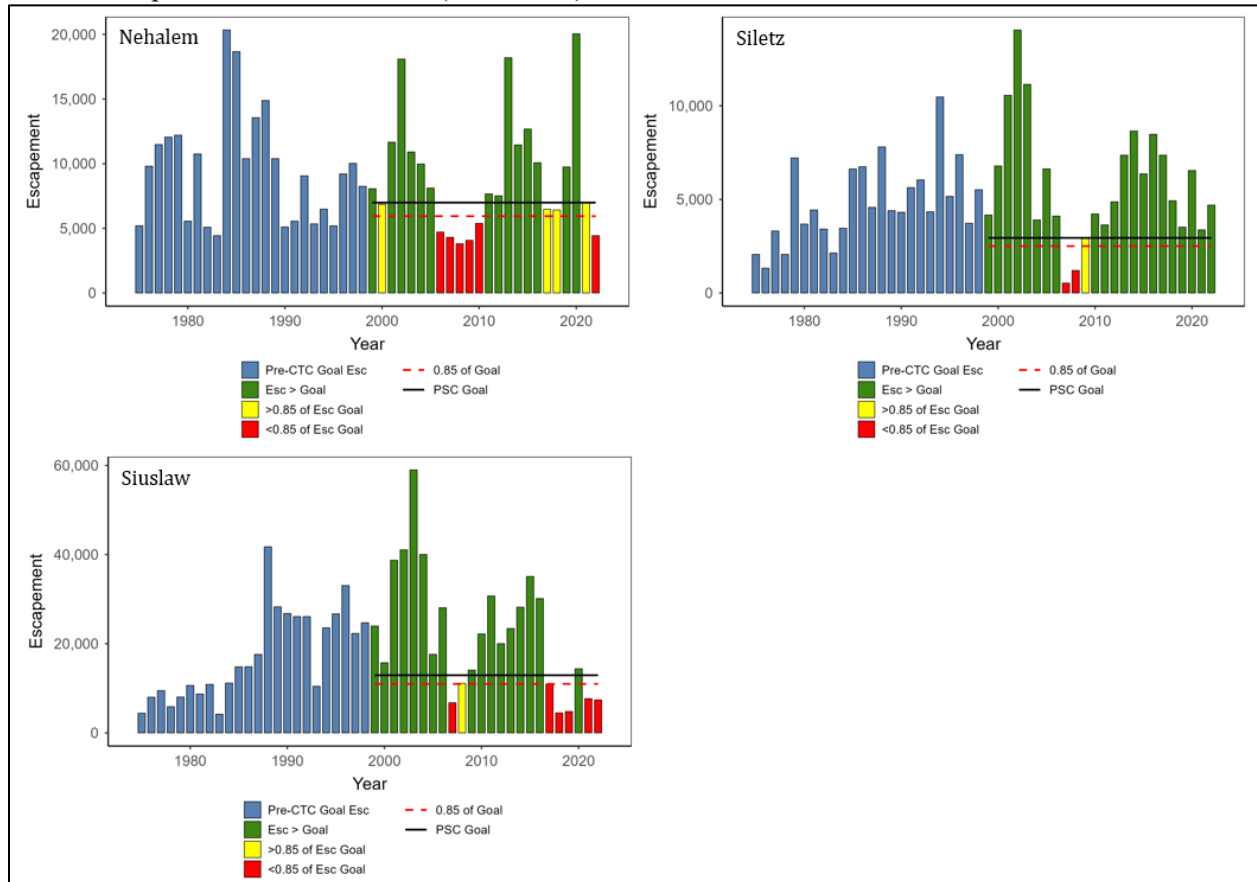 Nehalem
Escapement
20,000
15,000
10,000
5,000
0
1980 1990 2000 2010 2020
Year
Pre-CTC Goal Esc 0.85 of Goal
Esc > Goal PSC Goal
>0.85 of Esc Goal
<0.85 of Esc Goal
Siletz
Escapement
10,000
5,000
0
1980 1990 2000 2010 2020
Year
Pre-CTC Goal Esc 0.85 of Goal
Esc > Goal PSC Goal
>0.85 of Esc Goal
<0.85 of Esc Goal
Siuslaw
Escapement
60,000
40,000
20,000
0
1980 1990 2000 2010 2020
Year
Pre-CTC Goal Esc 0.85 of Goal
Esc > Goal PSC Goal
>0.85 of Esc Goal
<0.85 of Esc Goal